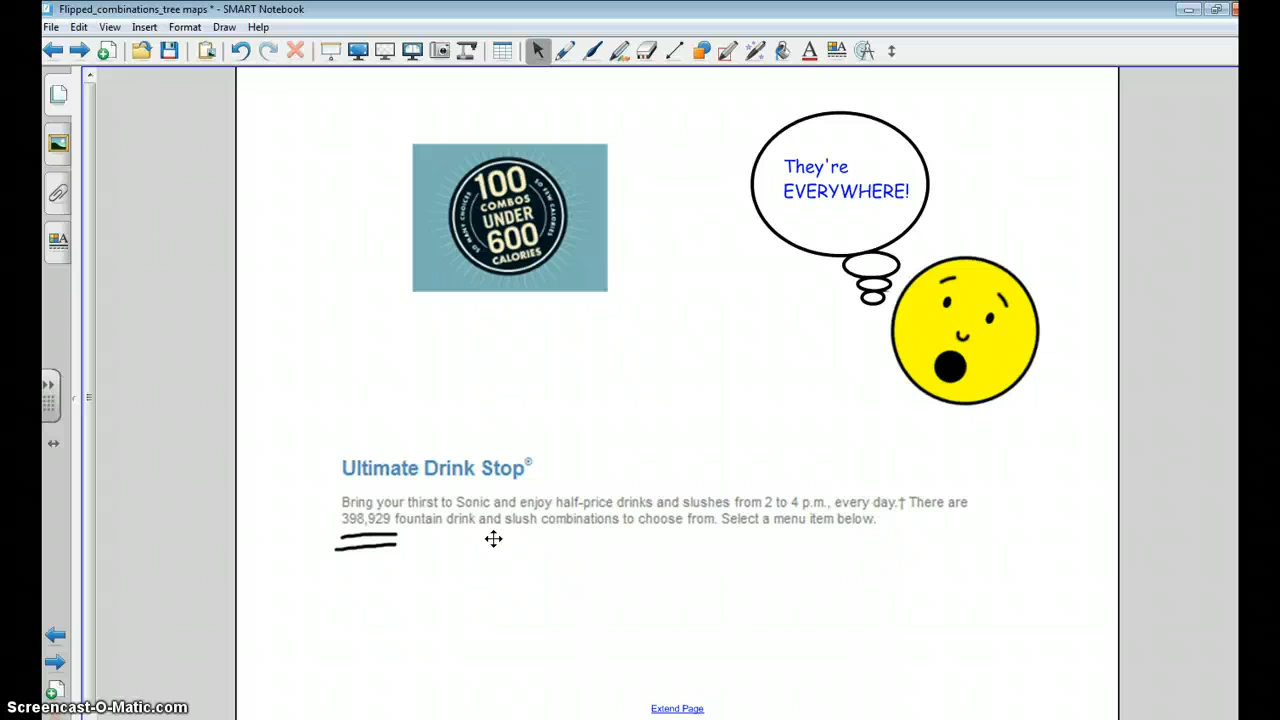 Flipped_combinations_tree maps * - SMART Notebook
File Edit View Insert Format Draw Help
SO MANY CHOICES
SO FEW CALORIES
100
COMBOS
UNDER
600
CALORIES
They're
EVERYWHERE!
Ultimate Drink Stop®
Bring your thirst to Sonic and enjoy half-price drinks and slushes from 2 to 4 p.m., every day.† There are
398,929 fountain drink and slush combinations to choose from. Select a menu item below.
Extend Page
Screencast-O-Matic.com